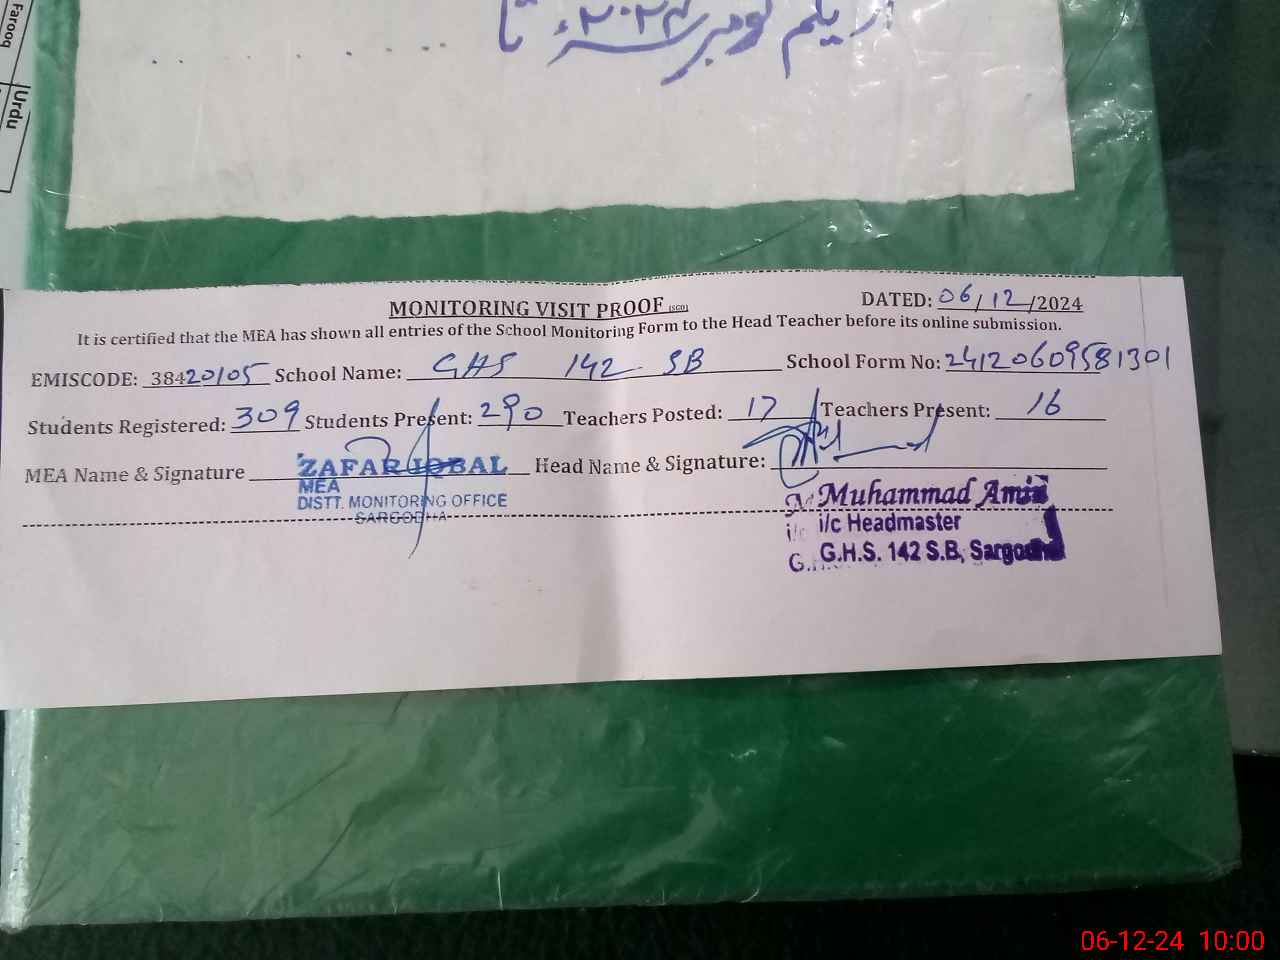 Farooq
Urdu
یکم نومبر ۲۰۲۴ء تا
MONITORING VISIT PROOF (SGD)
DATED: 06/12/2024
It is certified that the MEA has shown all entries of the School Monitoring Form to the Head Teacher before its online submission.
EMISCODE: 38420105 School Name: GHS 142 SB School Form No: 24120609581301
Students Registered: 309 Students Present: 290 Teachers Posted: 17 Teachers Present: 16
MEA Name & Signature ZAFAR IQBAL Head Name & Signature:
MEA
DISTT. MONITORING OFFICE
SARGODHA
Muhammad Amin
i/c Headmaster
G.H.S. 142 S.B, Sargodha
06-12-24 10:00